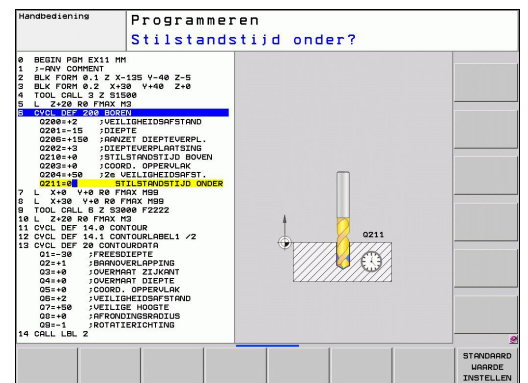 Handbediening
Programmeren
Stilstandstijd onder?
0 BEGIN PGM EX11 MM
1 ;-ANY COMMENT
2 BLK FORM 0.1 Z X-135 Y-40 Z-5
3 BLK FORM 0.2 X+30 Y+40 Z+0
4 TOOL CALL 3 Z S1500
5 L Z+20 R0 FMAX M3
6 CYCL DEF 200 BOREN
Q200=+2 ;VEILIGHEIDSAFSTAND
Q201=-15 ;DIEPTE
Q206=+150 ;AANZET DIEPTEVERPL.
Q202=+3 ;DIEPTEVERPLAATSING
Q210=+0 ;STILSTANDSTIJD BOVEN
Q203=+0 ;COORD. OPPERVLAK
Q204=+50 ;2e VEILIGHEIDSAFST.
Q211=0 STILSTANDSTIJD ONDER
7 L X+0 Y+0 R0 FMAX M99
8 L X+30 Y+0 R0 FMAX M99
9 TOOL CALL 6 Z S3000 F2222
10 L Z+20 R0 FMAX M3
11 CYCL DEF 14.0 CONTOUR
12 CYCL DEF 14.1 CONTOURLABEL1 /2
13 CYCL DEF 20 CONTOURDATA
Q1=-30 ;FREESDIEPTE
Q2=+1 ;BAANOVERLAPPING
Q3=+0 ;OVERMAAT ZIJKANT
Q4=+0 ;OVERMAAT DIEPTE
Q5=+0 ;COORD. OPPERVLAK
Q6=+2 ;VEILIGHEIDSAFSTAND
Q7=+50 ;VEILIGE HOOGTE
Q8=+0 ;AFRONDINGSRADIUS
Q9=-1 ;ROTATIERICHTING
14 CALL LBL 2
Q211
STANDAARD
WAARDE
INSTELLEN